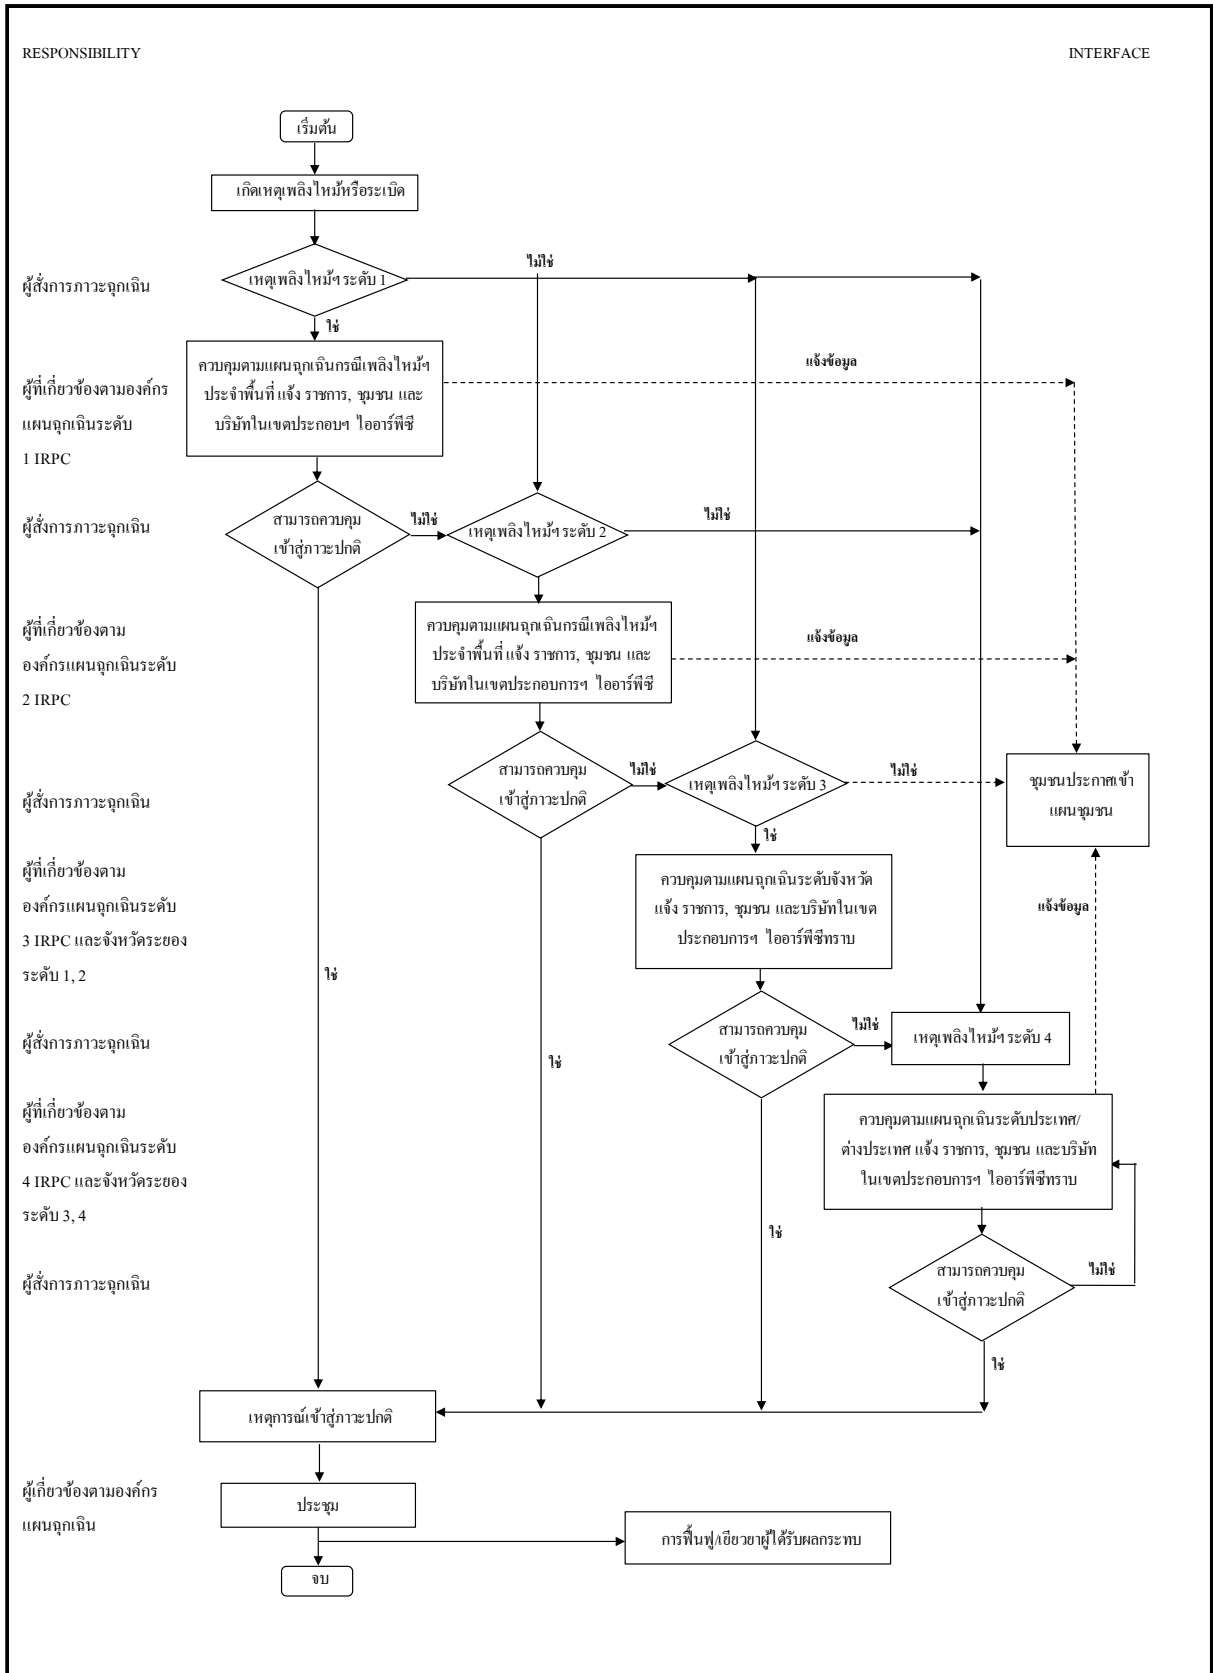 RESPONSIBILITY
INTERFACE
เริ่มต้น
เกิดเหตุเพลิงไหม้หรือระเบิด
ผู้สั่งการภาวะฉุกเฉิน
เหตุเพลิงไหม้ฯ ระดับ 1
ไม่ใช่
ใช่
ผู้ที่เกี่ยวข้องตามองค์กร
แผนฉุกเฉินระดับ
1 IRPC
ควบคุมตามแผนฉุกเฉินกรณีเพลิงไหม้ฯ
ประจำพื้นที่ แจ้ง ราชการ, ชุมชน และ
บริษัทในเขตประกอบฯ ไออาร์พีซี
แจ้งข้อมูล
ผู้สั่งการภาวะฉุกเฉิน
สามารถควบคุม
เข้าสู่ภาวะปกติ
ไม่ใช่
เหตุเพลิงไหม้ฯ ระดับ 2
ไม่ใช่
ผู้ที่เกี่ยวข้องตาม
องค์กรแผนฉุกเฉินระดับ
2 IRPC
ควบคุมตามแผนฉุกเฉินกรณีเพลิงไหม้ฯ
ประจำพื้นที่ แจ้ง ราชการ, ชุมชน และ
บริษัทในเขตประกอบการฯ ไออาร์พีซี
แจ้งข้อมูล
ผู้สั่งการภาวะฉุกเฉิน
สามารถควบคุม
เข้าสู่ภาวะปกติ
ไม่ใช่
เหตุเพลิงไหม้ฯ ระดับ 3
ไม่ใช่
ชุมชนประกาศเข้า
แผนชุมชน
ใช่
ผู้ที่เกี่ยวข้องตาม
องค์กรแผนฉุกเฉินระดับ
3 IRPC และจังหวัดระยอง
ระดับ 1, 2
ควบคุมตามแผนฉุกเฉินระดับจังหวัด
แจ้ง ราชการ, ชุมชน และบริษัทในเขต
ประกอบการฯ ไออาร์พีซีทราบ
แจ้งข้อมูล
ใช่
ผู้สั่งการภาวะฉุกเฉิน
สามารถควบคุม
เข้าสู่ภาวะปกติ
ไม่ใช่
เหตุเพลิงไหม้ฯ ระดับ 4
ใช่
ผู้ที่เกี่ยวข้องตาม
องค์กรแผนฉุกเฉินระดับ
4 IRPC และจังหวัดระยอง
ระดับ 3, 4
ควบคุมตามแผนฉุกเฉินระดับประเทศ/
ต่างประเทศ แจ้ง ราชการ, ชุมชน และบริษัท
ในเขตประกอบการฯ ไออาร์พีซีทราบ
ใช่
ผู้สั่งการภาวะฉุกเฉิน
สามารถควบคุม
เข้าสู่ภาวะปกติ
ไม่ใช่
ใช่
เหตุการณ์เข้าสู่ภาวะปกติ
ผู้เกี่ยวข้องตามองค์กร
แผนฉุกเฉิน
ประชุม
การฟื้นฟู/เยียวยาผู้ได้รับผลกระทบ
จบ